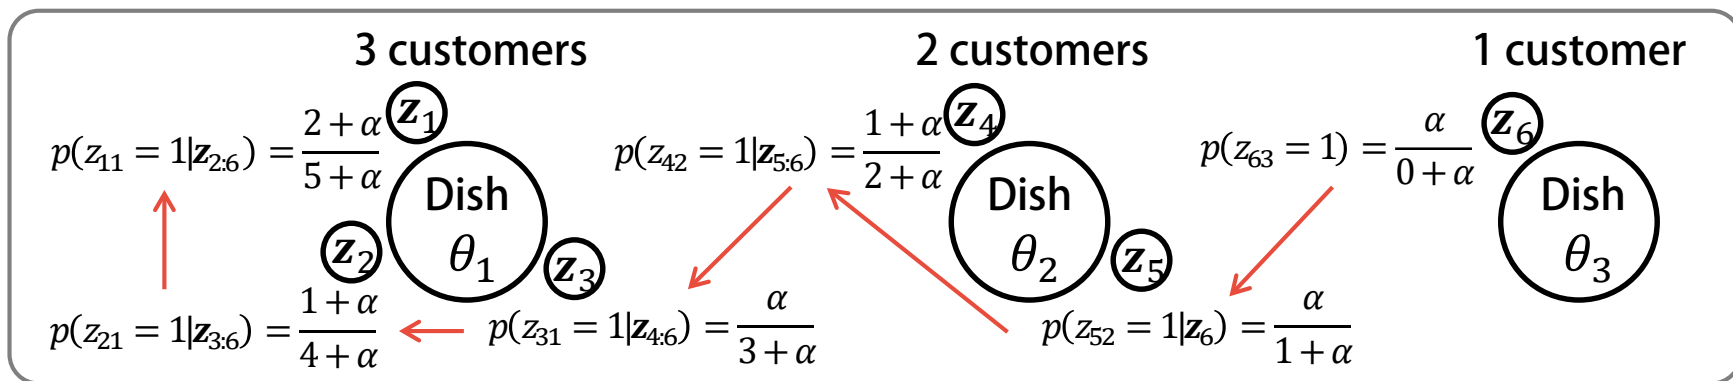 3 customers
2 customers
1 customer
z₁
z₄
z₆
p(z₁₁ = 1|z₂:₆) = (2 + α)/(5 + α)
p(z₄₂ = 1|z₅:₆) = (1 + α)/(2 + α)
p(z₆₃ = 1) = α/(0 + α)
Dish
θ₁
Dish
θ₂
Dish
θ₃
z₂
z₃
z₅
p(z₂₁ = 1|z₃:₆) = (1 + α)/(4 + α)
p(z₃₁ = 1|z₄:₆) = α/(3 + α)
p(z₅₂ = 1|z₆) = α/(1 + α)